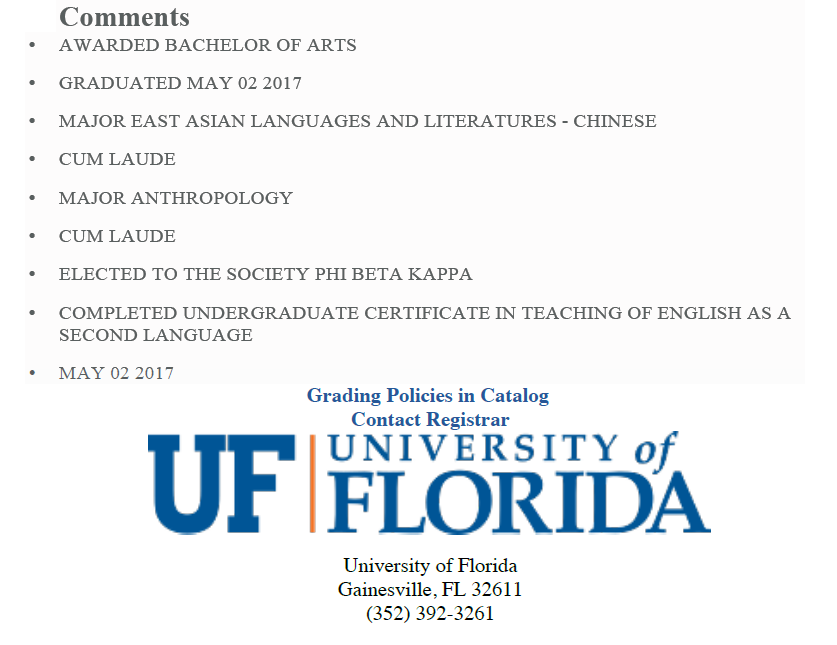 Comments
• AWARDED BACHELOR OF ARTS
• GRADUATED MAY 02 2017
• MAJOR EAST ASIAN LANGUAGES AND LITERATURES - CHINESE
• CUM LAUDE
• MAJOR ANTHROPOLOGY
• CUM LAUDE
• ELECTED TO THE SOCIETY PHI BETA KAPPA
• COMPLETED UNDERGRADUATE CERTIFICATE IN TEACHING OF ENGLISH AS A
SECOND LANGUAGE
• MAY 02 2017
Grading Policies in Catalog
Contact Registrar
UF | UNIVERSITY of
FLORIDA
University of Florida
Gainesville, FL 32611
(352) 392-3261